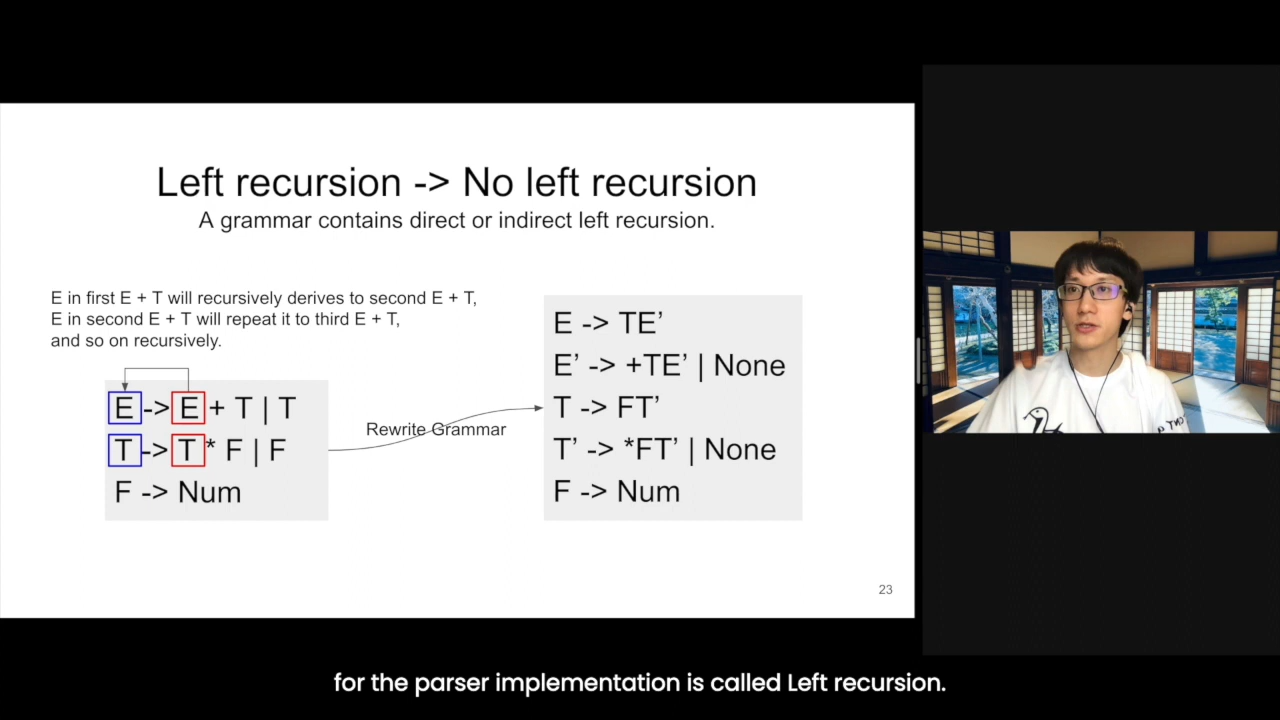 Left recursion -> No left recursion
A grammar contains direct or indirect left recursion.
E in first E + T will recursively derives to second E + T,
E in second E + T will repeat it to third E + T,
and so on recursively.
E -> E + T | T
T -> T * F | F
F -> Num
Rewrite Grammar
E -> TE’
E’ -> +TE’ | None
T -> FT’
T’ -> *FT’ | None
F -> Num
23
for the parser implementation is called Left recursion.